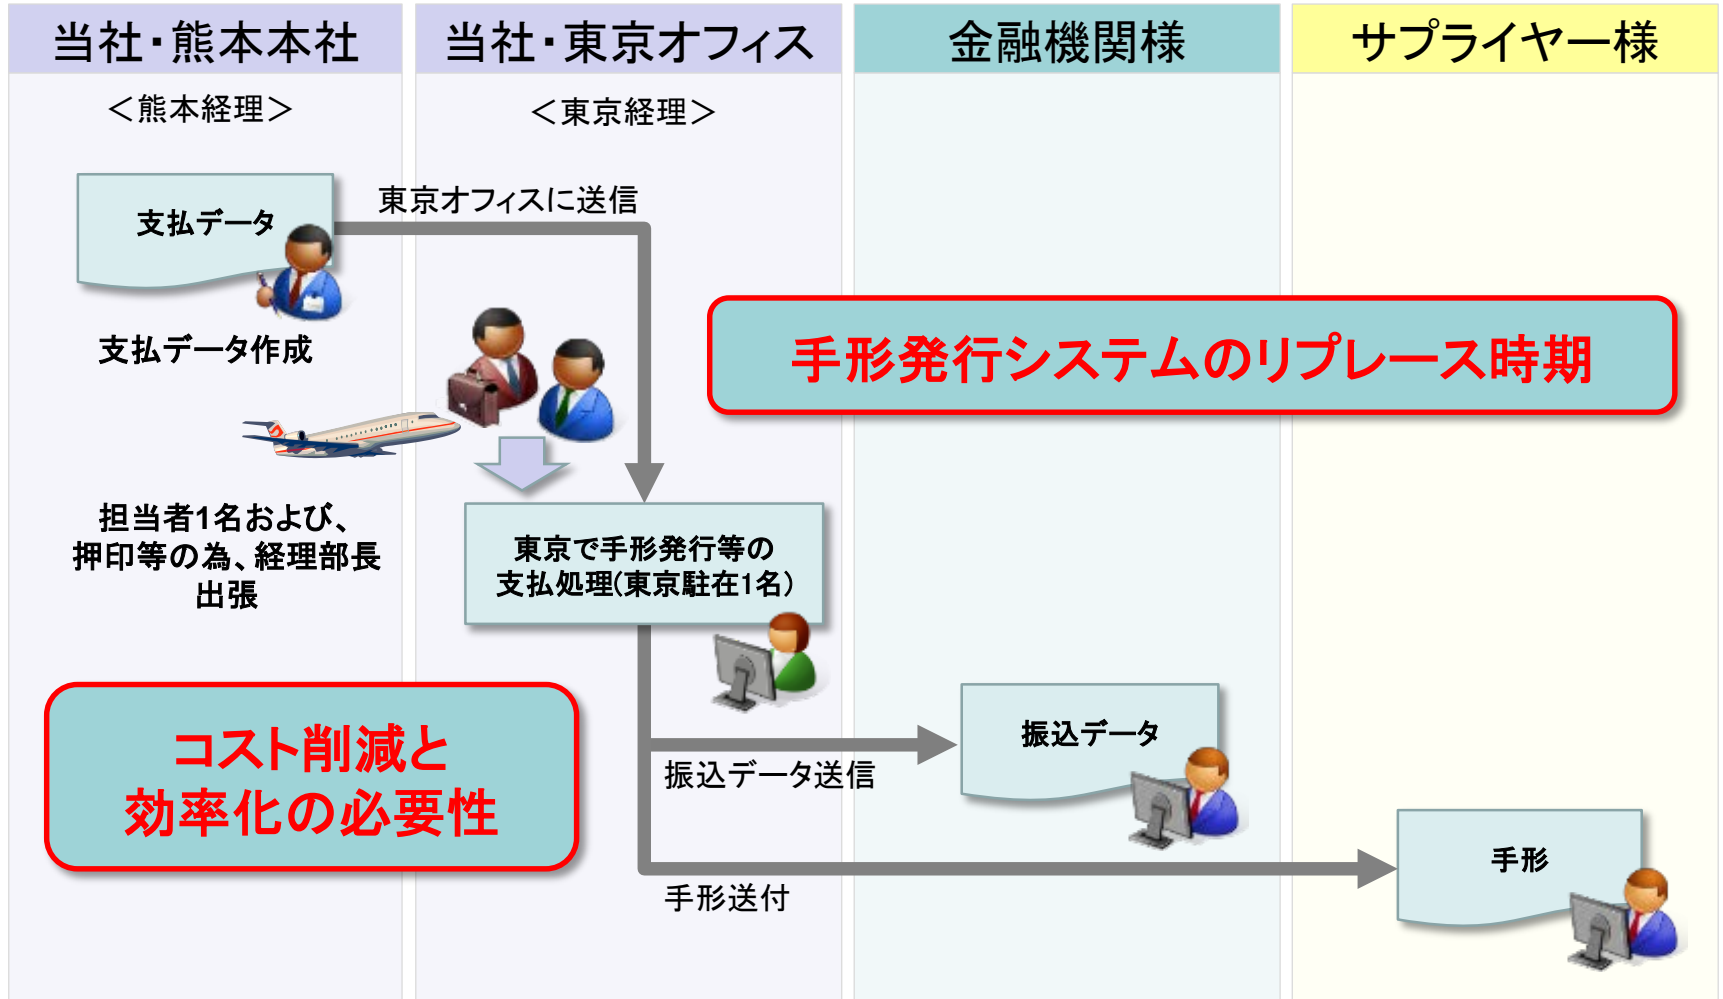 当社・熊本本社
当社・東京オフィス
金融機関様
サプライヤー様
＜熊本経理＞
＜東京経理＞
支払データ
東京オフィスに送信
支払データ作成
手形発行システムのリプレース時期
担当者1名および、
押印等の為、経理部長
出張
東京で手形発行等の
支払処理(東京駐在1名)
コスト削減と
効率化の必要性
振込データ
振込データ送信
手形
手形送付